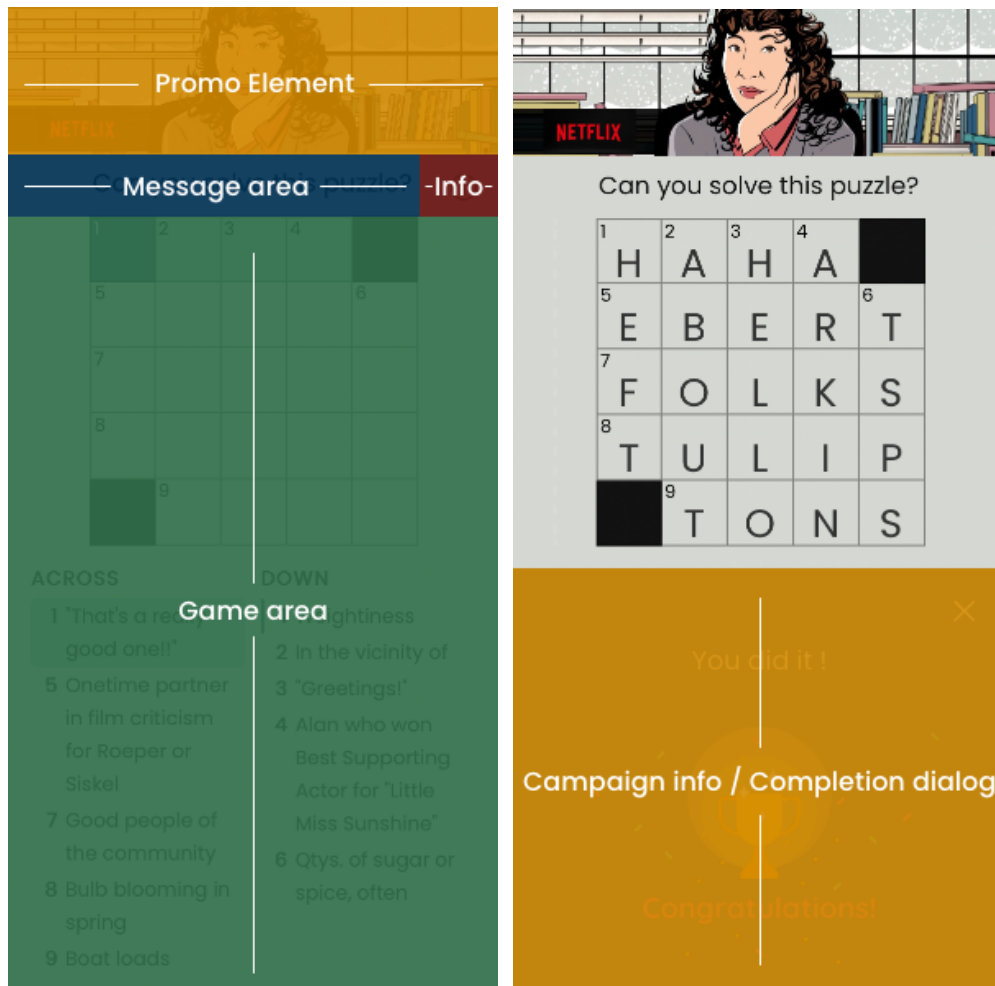 Promo Element
NETFLIX
Can you solve this puzzle?
Message area
-Info-
1 2 3 4
5 6
7
8
9
ACROSS
DOWN
Game area
1 "That's a really
good one!!"
5 Onetime partner
in film criticism
for Roeper or
Siskel
7 Good people of
the community
8 Bulb blooming in
spring
9 Boat loads
2 In the vicinity of
3 "Greetings!"
4 Alan who won
Best Supporting
Actor for "Little
Miss Sunshine"
6 Qtys. of sugar or
spice, often
NETFLIX
Can you solve this puzzle?
1 H 2 A 3 H 4 A
5 E B E R 6 T
7 F O L K S
8 T U L I P
9 T O N S
You did it !
Campaign info / Completion dialog
Congratulations!